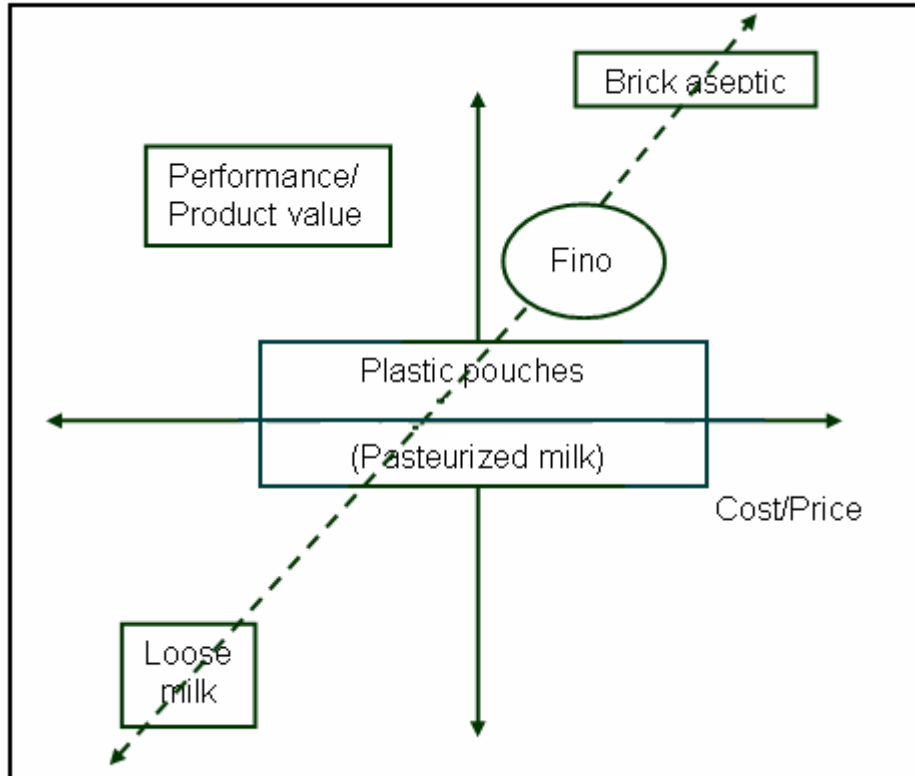 Brick aseptic
Performance/
Product value
Fino
Plastic pouches
(Pasteurized milk)
Cost/Price
Loose
milk